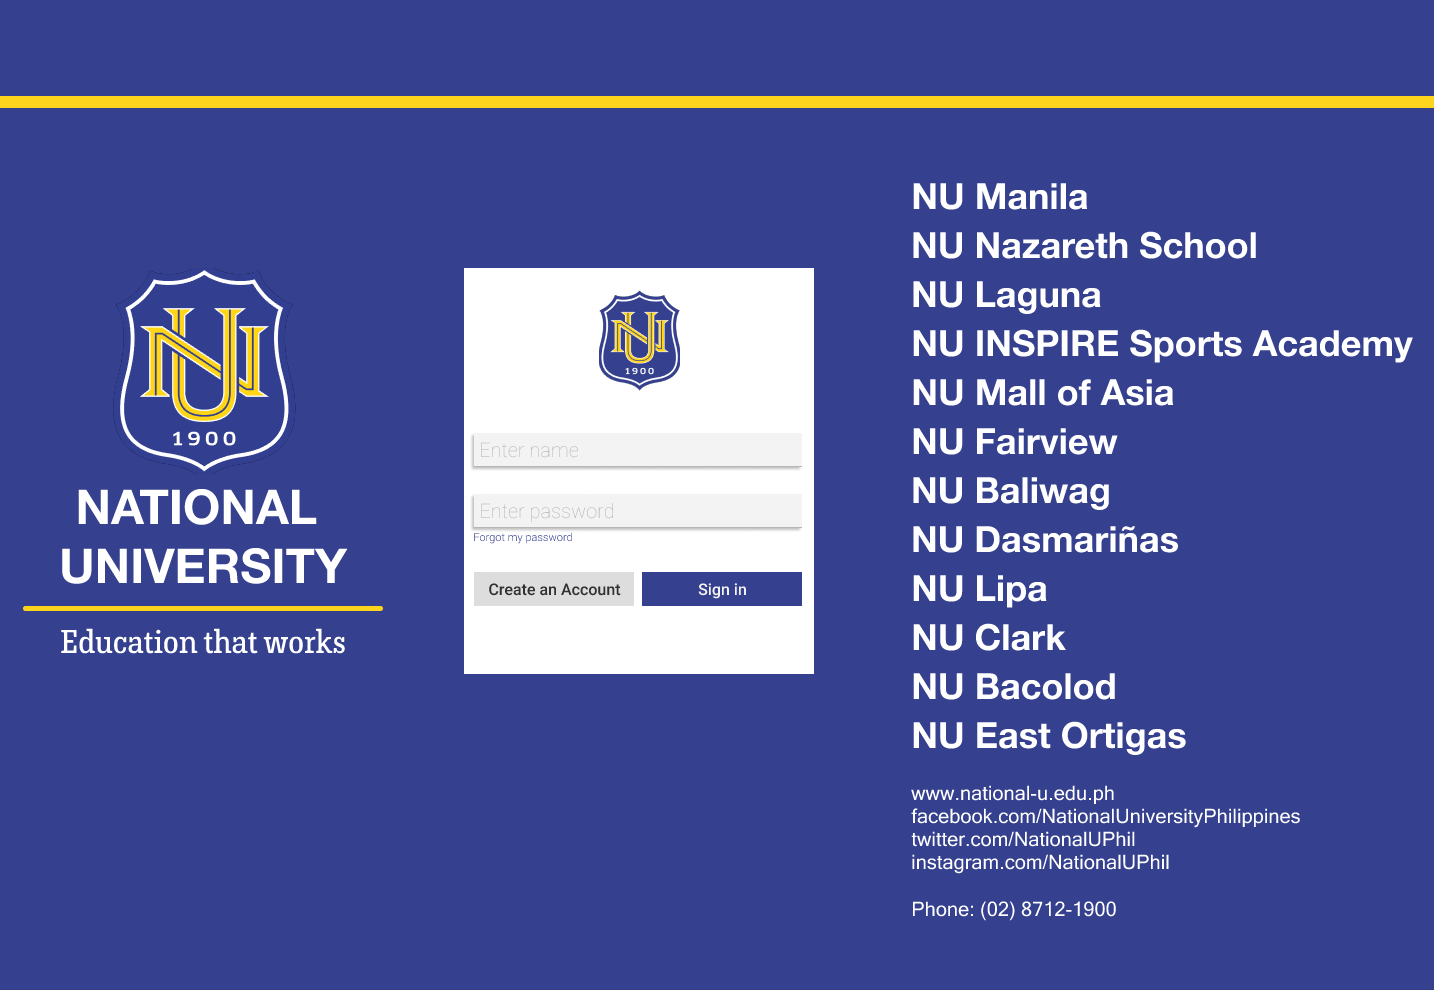 1900
NATIONAL
UNIVERSITY
Education that works
1900
Enter name
Enter password
Forgot my password
Create an Account
Sign in
NU Manila
NU Nazareth School
NU Laguna
NU INSPIRE Sports Academy
NU Mall of Asia
NU Fairview
NU Baliwag
NU Dasmariñas
NU Lipa
NU Clark
NU Bacolod
NU East Ortigas
www.national-u.edu.ph
facebook.com/NationalUniversityPhilippines
twitter.com/NationalUPhil
instagram.com/NationalUPhil
Phone: (02) 8712-1900